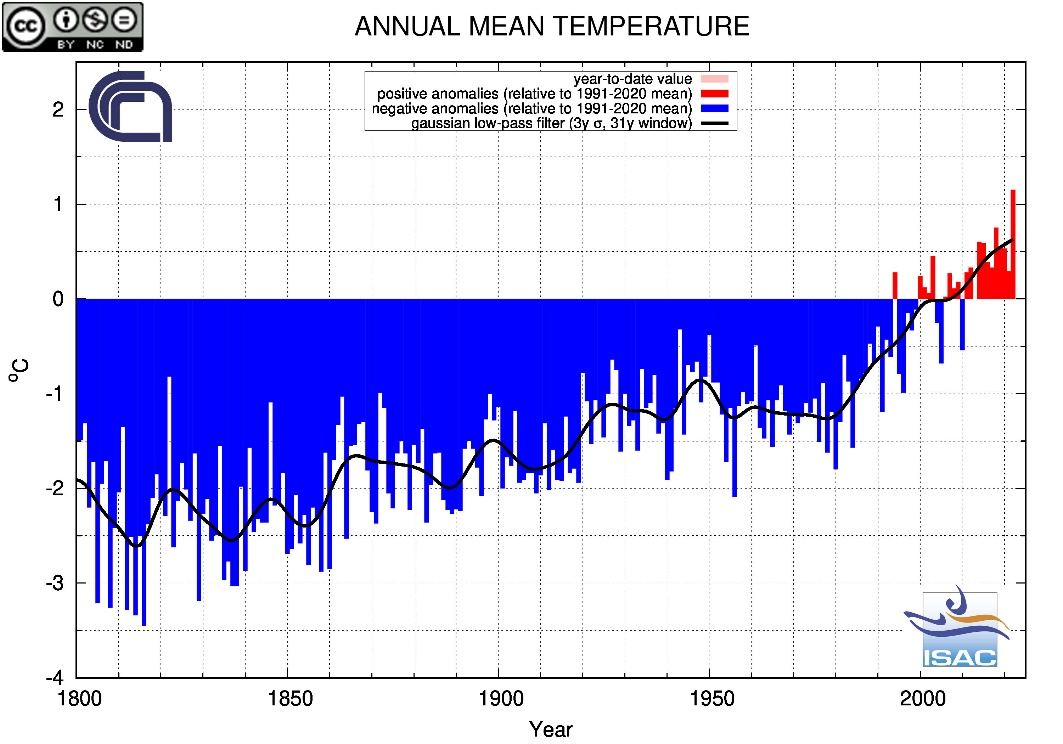 cc
BY NC ND
ANNUAL MEAN TEMPERATURE
year-to-date value
positive anomalies (relative to 1991-2020 mean)
negative anomalies (relative to 1991-2020 mean)
gaussian low-pass filter (3y σ, 31y window)
2
1
0
-1
-2
-3
-4
ºC
ISAC
1800 1850 1900 1950 2000
Year